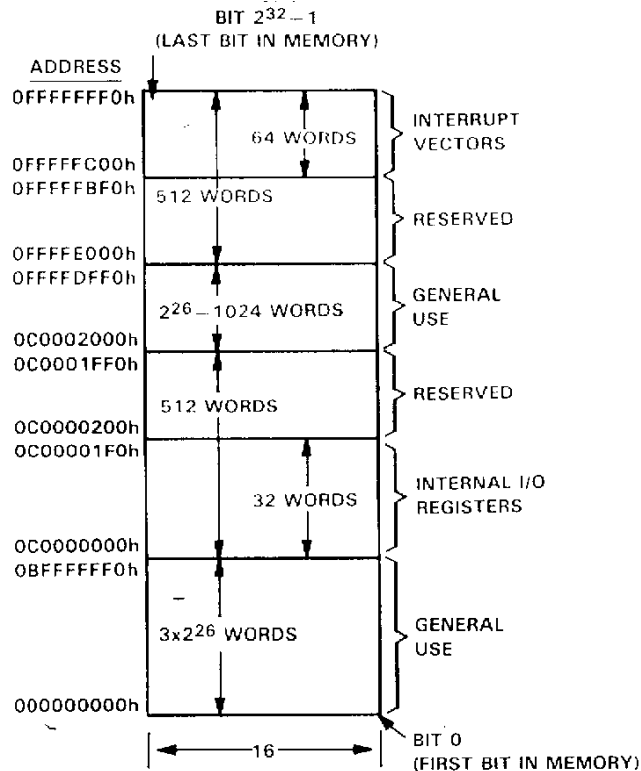 BIT 2³²−1
(LAST BIT IN MEMORY)
ADDRESS
0FFFFFFF0h
64 WORDS
INTERRUPT
VECTORS
0FFFFFC00h
0FFFFFBF0h
512 WORDS
RESERVED
0FFFFE000h
0FFFFDFF0h
2²⁶−1024 WORDS
GENERAL
USE
0C0002000h
0C0001FF0h
512 WORDS
RESERVED
0C0000200h
0C00001F0h
32 WORDS
INTERNAL I/O
REGISTERS
0C0000000h
0BFFFFFF0h
3x2²⁶ WORDS
GENERAL
USE
000000000h
16
BIT 0
(FIRST BIT IN MEMORY)